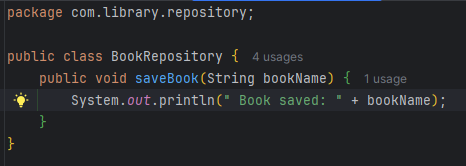 package com.library.repository;
public class BookRepository { 4 usages
public void saveBook(String bookName) { 1 usage
System.out.println(" Book saved: " + bookName);
}
}